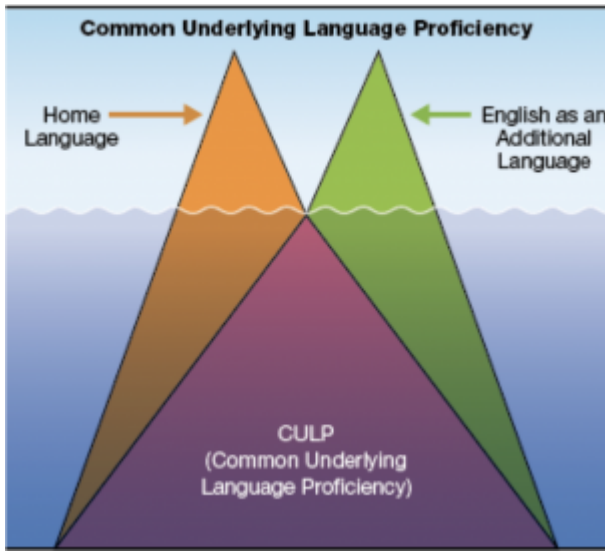 Common Underlying Language Proficiency
Home
Language
English as an
Additional
Language
CULP
(Common Underlying
Language Proficiency)